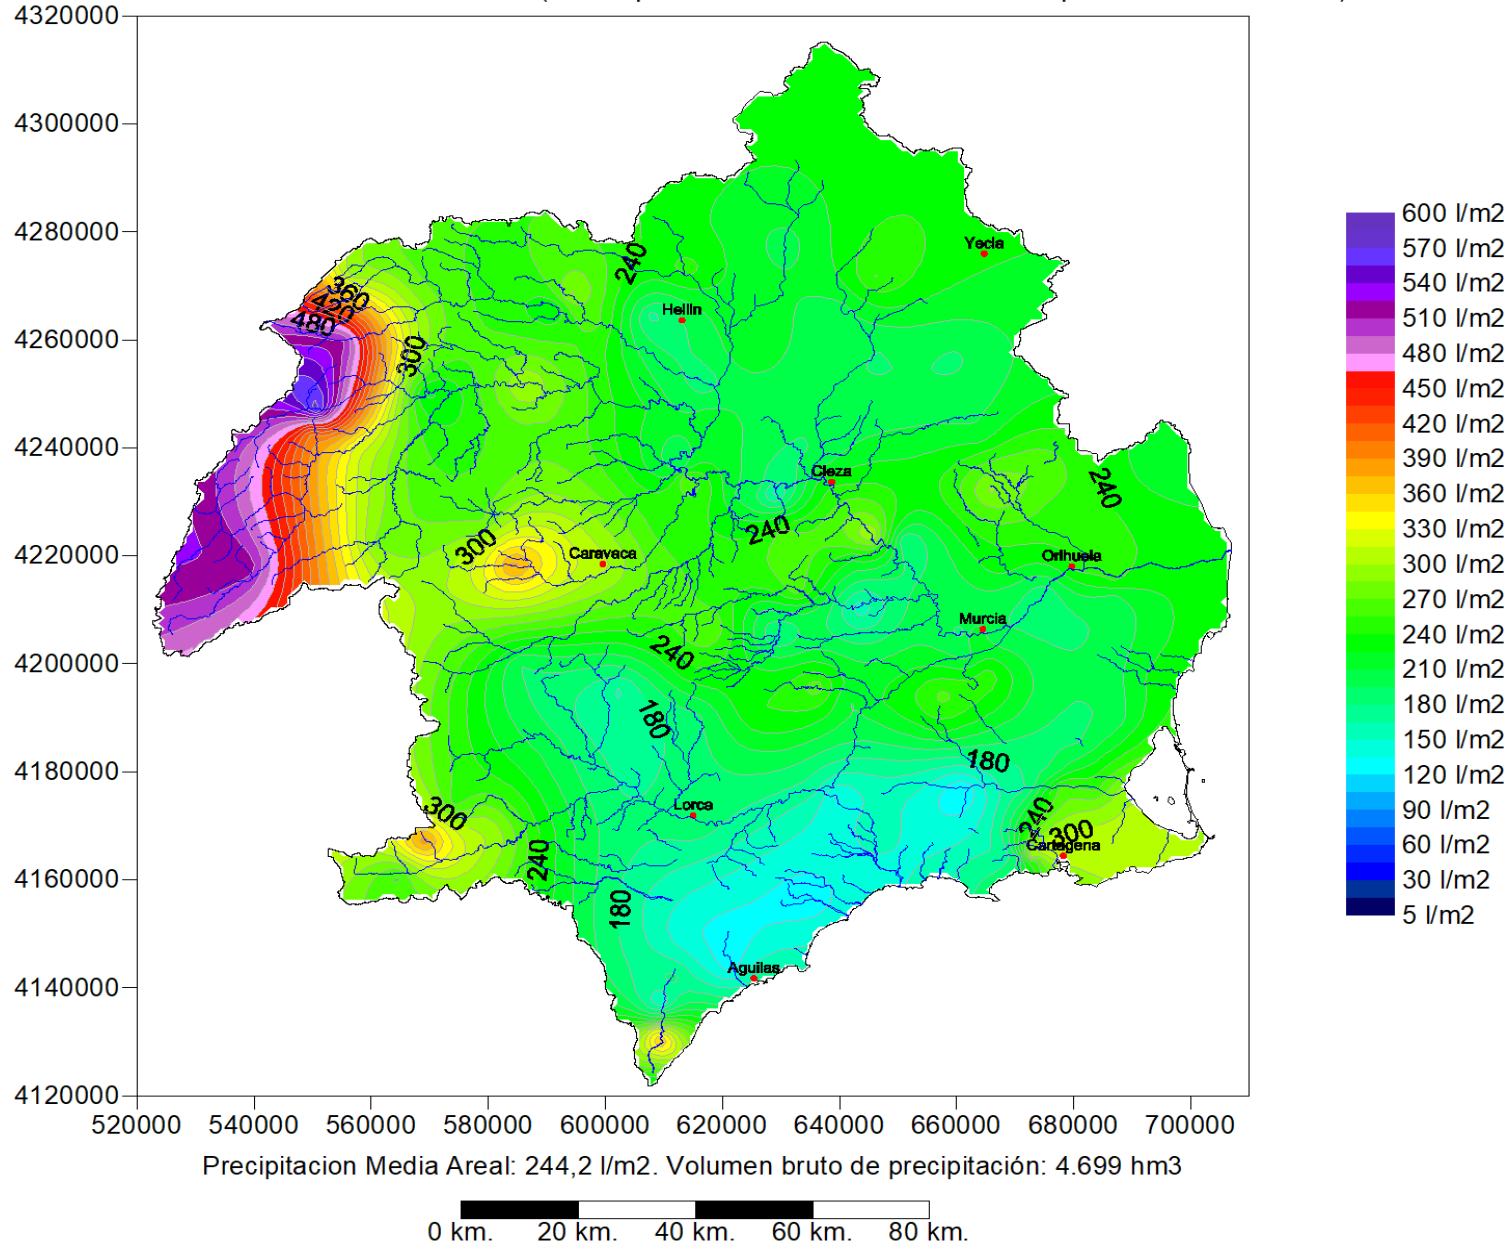 4320000
4300000
4280000
4260000
4240000
4220000
4200000
4180000
4160000
4140000
4120000
520000 540000 560000 580000 600000 620000 640000 660000 680000 700000
Yecla
240
Hellin
360
420
480
300
Cieza
240
240
300
Caravaca
Orihuela
Murcia
240
180
180
300
Lorca
240
300
Cartagena
240
180
Aguilas
600 l/m2
570 l/m2
540 l/m2
510 l/m2
480 l/m2
450 l/m2
420 l/m2
390 l/m2
360 l/m2
330 l/m2
300 l/m2
270 l/m2
240 l/m2
210 l/m2
180 l/m2
150 l/m2
120 l/m2
90 l/m2
60 l/m2
30 l/m2
5 l/m2
Precipitacion Media Areal: 244,2 l/m2. Volumen bruto de precipitación: 4.699 hm3
0 km. 20 km. 40 km. 60 km. 80 km.